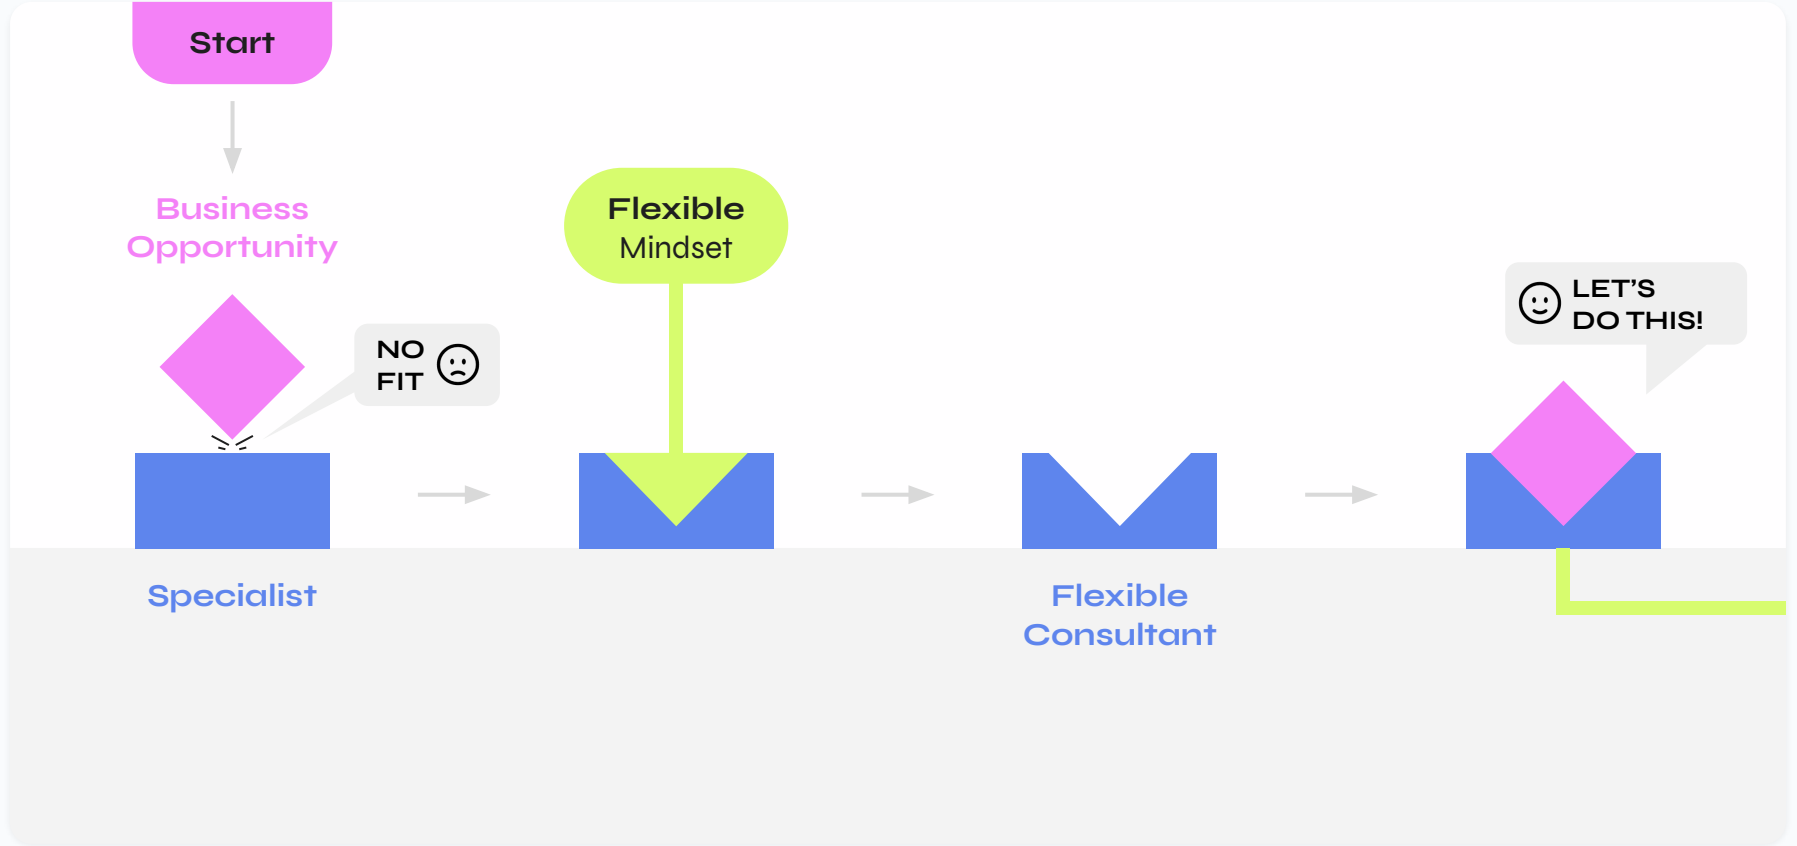 Start
Business
Opportunity
NO
FIT
Specialist
Flexible
Mindset
Flexible
Consultant
LET’S
DO THIS!